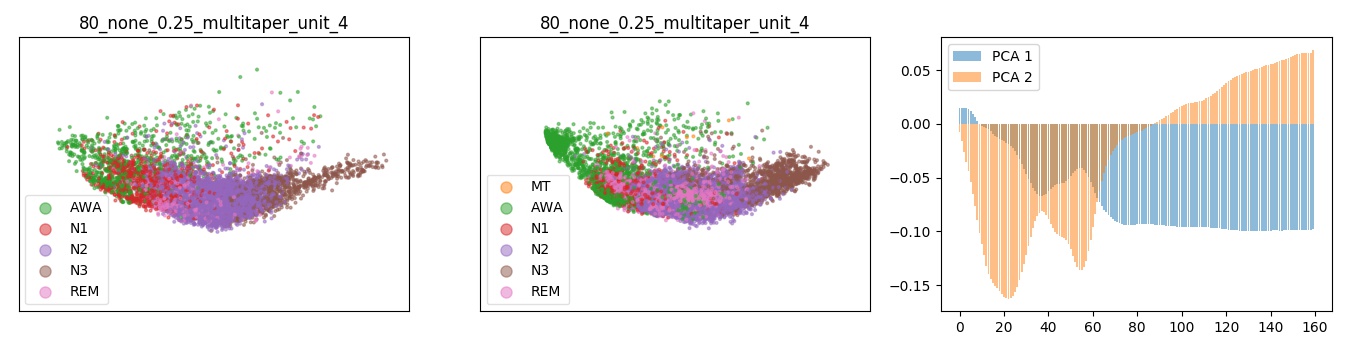 80_none_0.25_multitaper_unit_4
AWA
N1
N2
N3
REM
80_none_0.25_multitaper_unit_4
MT
AWA
N1
N2
N3
REM
PCA 1
PCA 2
0.05
0.00
−0.05
−0.10
−0.15
0 20 40 60 80 100 120 140 160